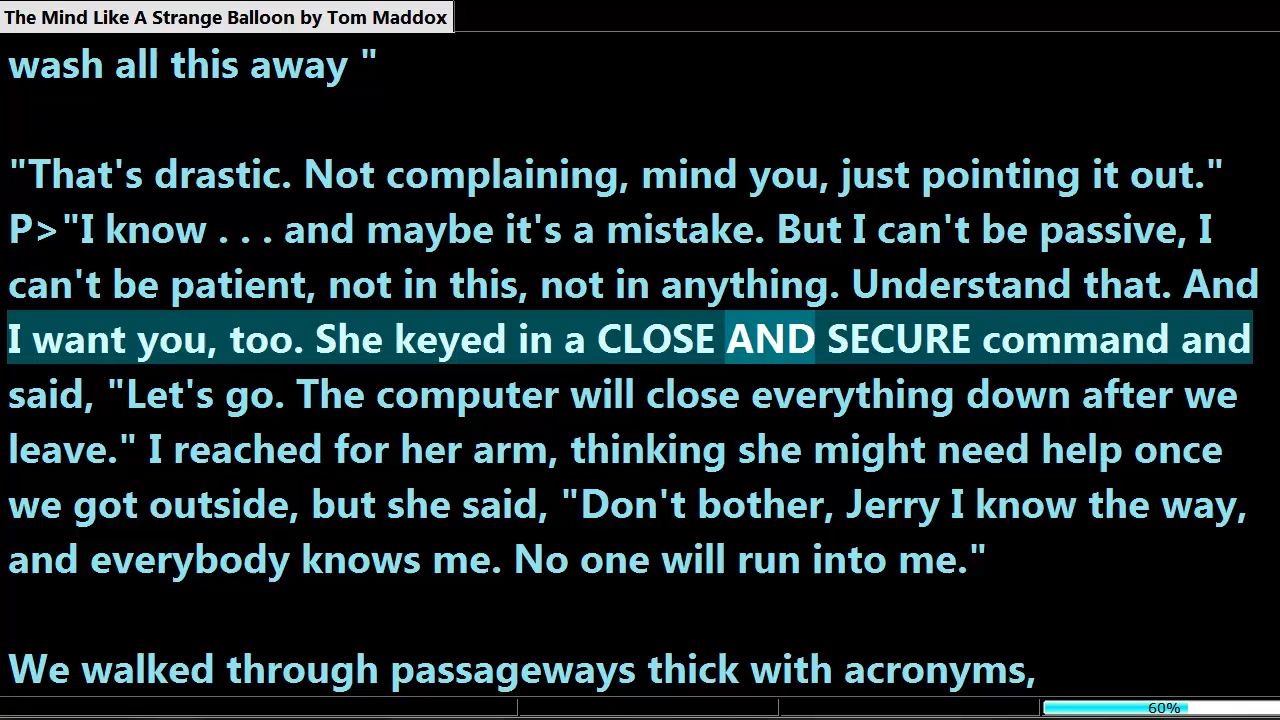 The Mind Like A Strange Balloon by Tom Maddox
wash all this away "
"That's drastic. Not complaining, mind you, just pointing it out."
P>"I know . . . and maybe it's a mistake. But I can't be passive, I
can't be patient, not in this, not in anything. Understand that. And
I want you, too. She keyed in a CLOSE AND SECURE command and
said, "Let's go. The computer will close everything down after we
leave." I reached for her arm, thinking she might need help once
we got outside, but she said, "Don't bother, Jerry I know the way,
and everybody knows me. No one will run into me."
We walked through passageways thick with acronyms,
60%